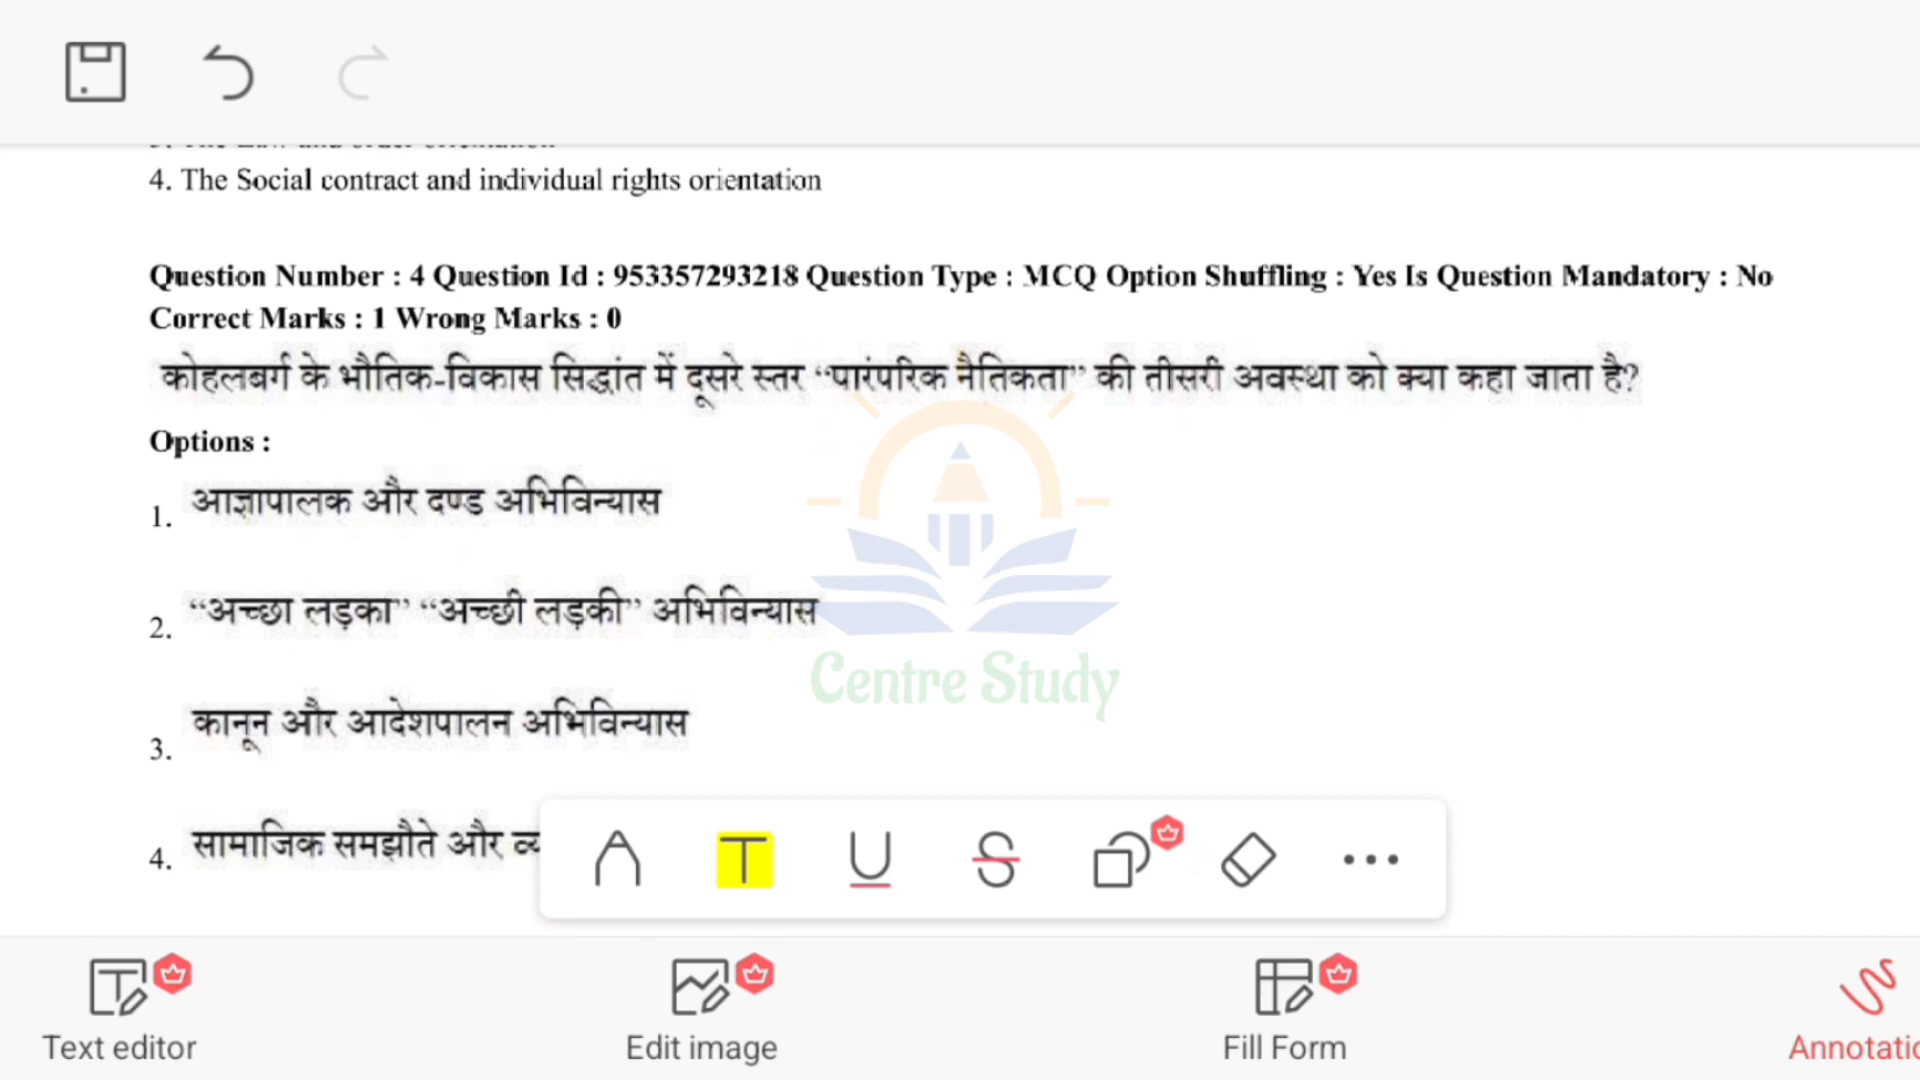 4. The Social contract and individual rights orientation
Question Number : 4 Question Id : 953357293218 Question Type : MCQ Option Shuffling : Yes Is Question Mandatory : No
Correct Marks : 1 Wrong Marks : 0
कोहलबर्ग के भौतिक-विकास सिद्धांत में दूसरे स्तर “पारंपरिक नैतिकता” की तीसरी अवस्था को क्या कहा जाता है?
Options :
1. आज्ञापालक और दण्ड अभिविन्यास
2. “अच्छा लड़का” “अच्छी लड़की” अभिविन्यास
3. कानून और आदेशपालन अभिविन्यास
4. सामाजिक समझौते और
Centre Study
Text editor
Edit image
Fill Form